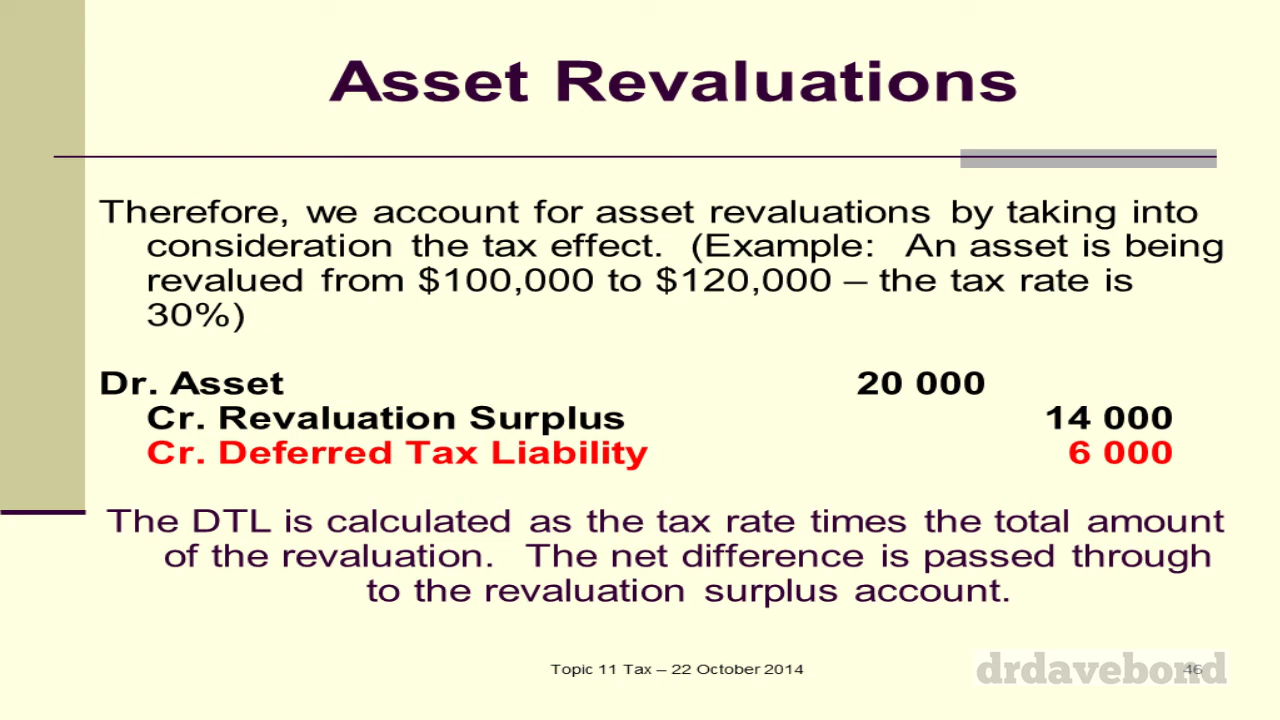 Asset Revaluations
Therefore, we account for asset revaluations by taking into
consideration the tax effect. (Example: An asset is being
revalued from $100,000 to $120,000 – the tax rate is
30%)
Dr. Asset 20 000
Cr. Revaluation Surplus 14 000
Cr. Deferred Tax Liability 6 000
The DTL is calculated as the tax rate times the total amount
of the revaluation. The net difference is passed through
to the revaluation surplus account.
Topic 11 Tax – 22 October 2014
drdavebond
46